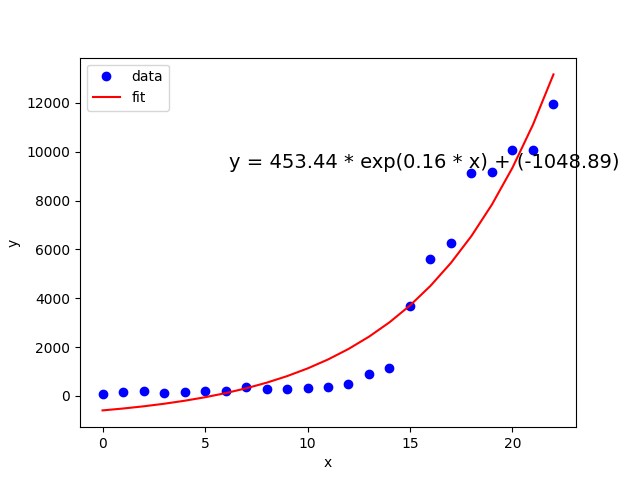 data
fit
y = 453.44 * exp(0.16 * x) + (-1048.89)
12000
10000
8000
6000
4000
2000
0
y
0 5 10 15 20
x